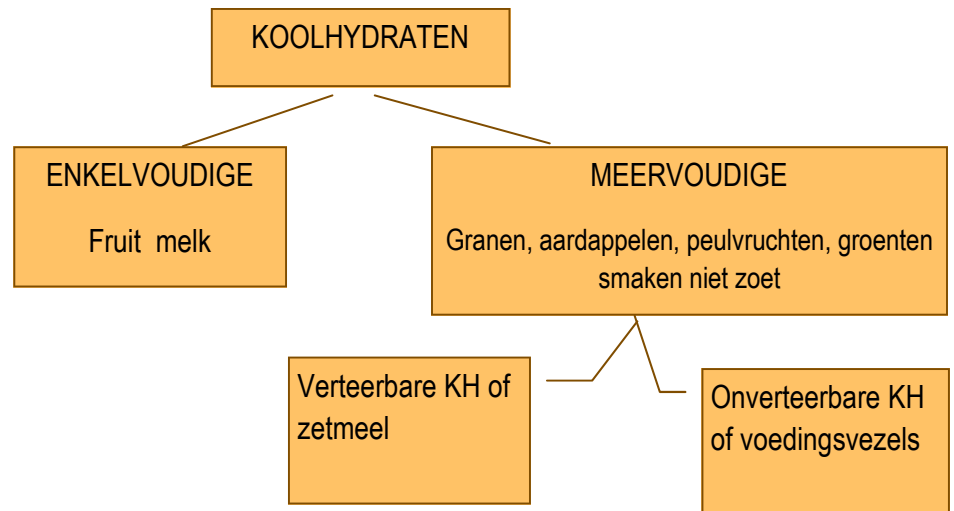 KOOLHYDRATEN
ENKELVOUDIGE
Fruit melk
MEERVOUDIGE
Granen, aardappelen, peulvruchten, groenten
smaken niet zoet
Verteerbare KH of
zetmeel
Onverteerbare KH
of voedingsvezels